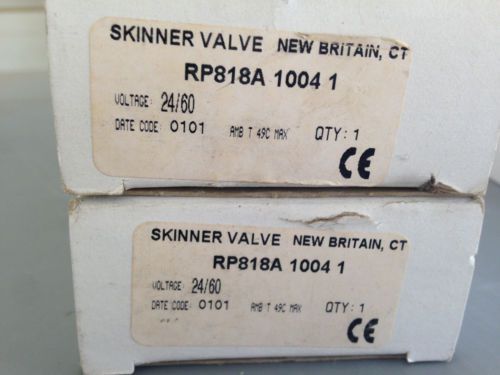 SKINNER VALVE NEW BRITAIN, CT
RP818A 1004 1
VOLTAGE: 24/60
DATE CODE: 0101 AMB T 49C MAX QTY: 1
CE
SKINNER VALVE NEW BRITAIN, CT
RP818A 1004 1
VOLTAGE: 24/60
DATE CODE: 0101 AMB T 49C MAX QTY: 1
CE